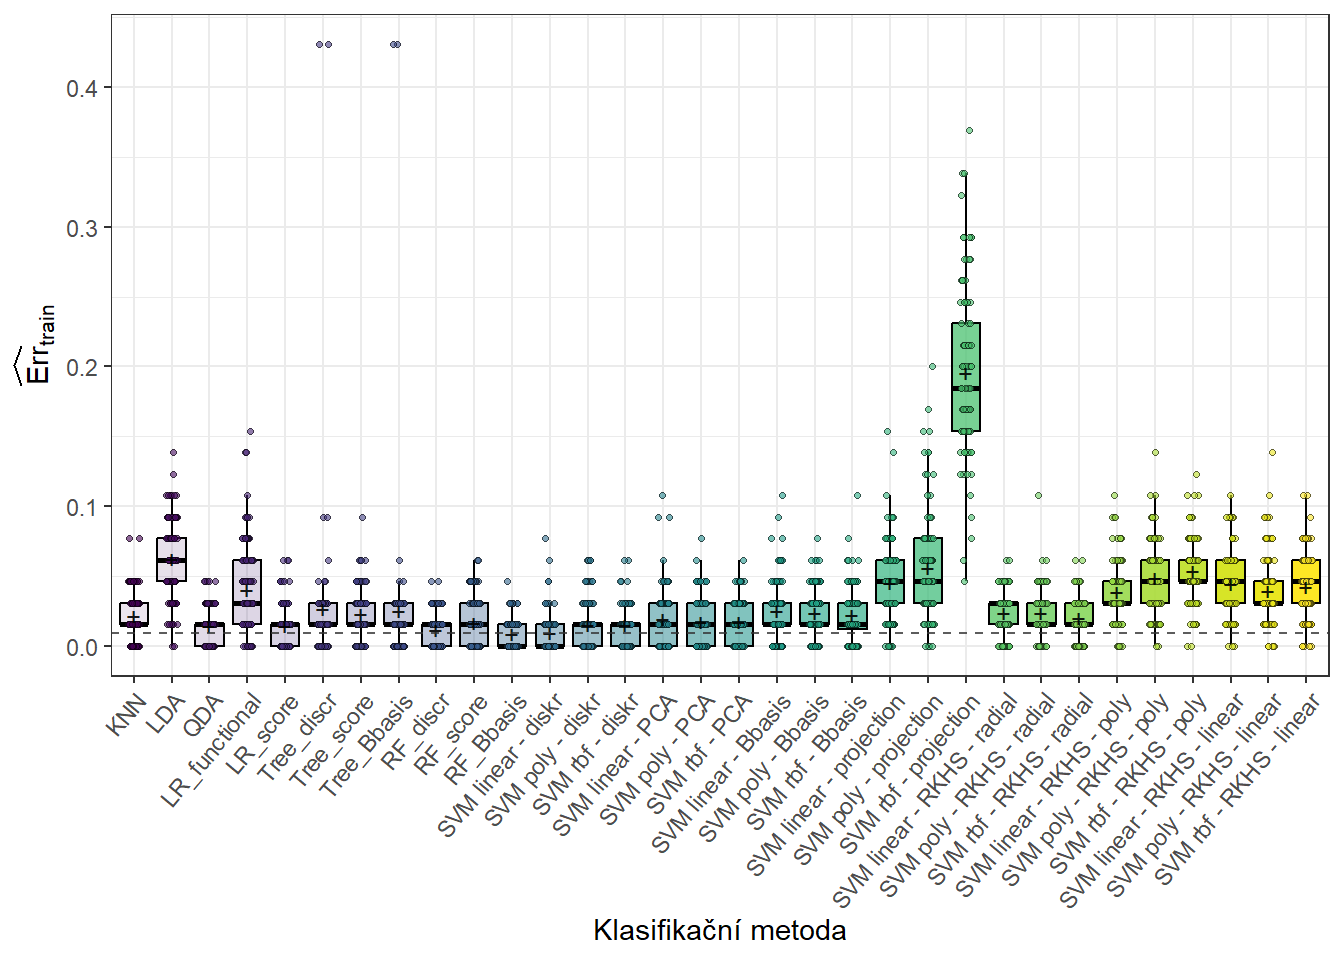 0.4
0.3
0.2
0.1
0.0
Err train
KNN
LDA
QDA
LR_functional
LR_score
Tree_discr
Tree_score
Tree_Bbasis
RF_discr
RF_score
RF_Bbasis
SVM linear - diskr
SVM poly - diskr
SVM rbf - diskr
SVM linear - PCA
SVM poly - PCA
SVM rbf - PCA
SVM linear - Bbasis
SVM poly - Bbasis
SVM rbf - Bbasis
SVM linear - projection
SVM poly - projection
SVM rbf - projection
SVM linear - RKHS - radial
SVM poly - RKHS - radial
SVM rbf - RKHS - radial
SVM linear - RKHS - poly
SVM poly - RKHS - poly
SVM rbf - RKHS - poly
SVM linear - RKHS - linear
SVM poly - RKHS - linear
SVM rbf - RKHS - linear
Klasifikační metoda